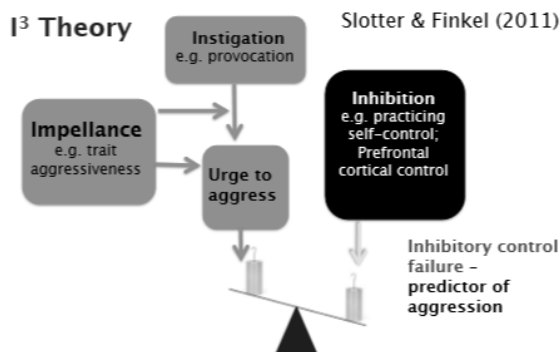 I³ Theory
Slotter & Finkel (2011)
Instigation
e.g. provocation
Impellance
e.g. trait
aggressiveness
Urge to
aggress
Inhibition
e.g. practicing
self-control;
Prefrontal
cortical control
Inhibitory control
failure –
predictor of
aggression